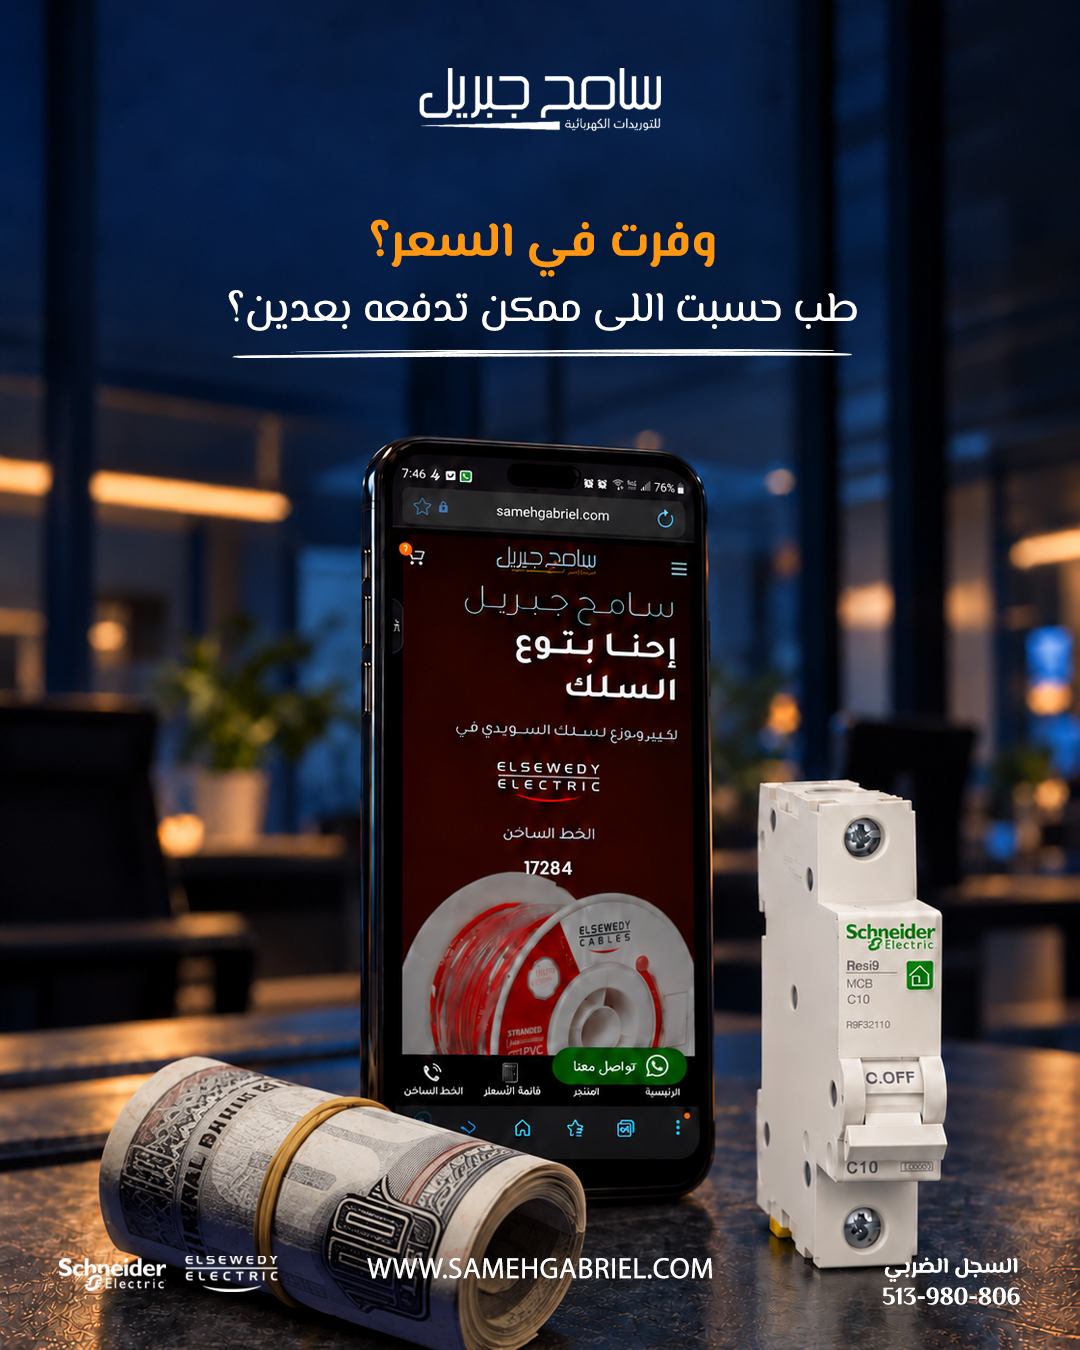 سامح جبريل
للتوريدات الكهربائية
وفرت في السعر؟
طب حسبت اللى ممكن تدفعه بعدين؟
7:46
76%
samehgabriel.com
7
سامح جبريل
سامح جبريل
إحنا بتوع
السلك
لسلك السويدي في
ELSEWEDY
ELECTRIC
الخط الساخن
17284
ELSEWEDY
CABLES
STRANDED
PVC
تواصل معنا
الرئيسية
المتجر
قائمة الأسعار
الخط الساخن
Schneider
Electric
Resi9
MCB
C10
R9F32110
C.OFF
C10
Schneider
Electric
ELSEWEDY
ELECTRIC
WWW.SAMEHGABRIEL.COM
السجل الضريبي
513-980-806